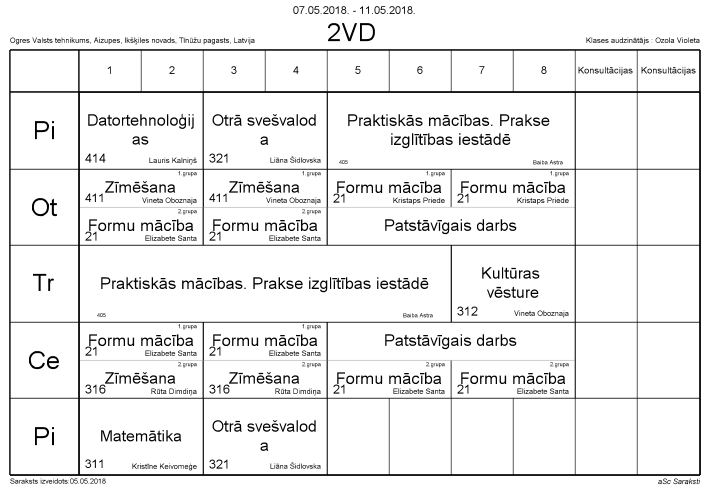 07.05.2018. - 11.05.2018.
Ogres Valsts tehnikums, Aizupes, Ikšķiles novads, Tīnūžu pagasts, Latvija
2VD
Klases audzinātājs : Ozola Violeta
1 2 3 4 5 6 7 8 Konsultācijas Konsultācijas
Pi
Datortehnoloģij
as
414 Lauris Kalniņš
Otrā svešvalod
a
321 Liāna Šidlovska
Praktiskās mācības. Prakse
izglītības iestādē
405 Baiba Astra
Ot
1.grupa
Zīmēšana
411 Vineta Oboznaja
1.grupa
Zīmēšana
411 Vineta Oboznaja
1.grupa
Formu mācība
21 Kristaps Priede
1.grupa
Formu mācība
21 Kristaps Priede
2.grupa
Formu mācība
21 Elizabete Santa
2.grupa
Formu mācība
21 Elizabete Santa
Patstāvīgais darbs
Tr
Praktiskās mācības. Prakse izglītības iestādē
405 Baiba Astra
Kultūras
vēsture
312 Vineta Oboznaja
Ce
1.grupa
Formu mācība
21 Elizabete Santa
1.grupa
Formu mācība
21 Elizabete Santa
Patstāvīgais darbs
2.grupa
Zīmēšana
316 Rūta Dimdiņa
2.grupa
Zīmēšana
316 Rūta Dimdiņa
2.grupa
Formu mācība
21 Elizabete Santa
2.grupa
Formu mācība
21 Elizabete Santa
Pi
Matemātika
311 Kristīne Keivomeģe
Otrā svešvalod
a
321 Liāna Šidlovska
Saraksts izveidots:05.05.2018
aSc Saraksti